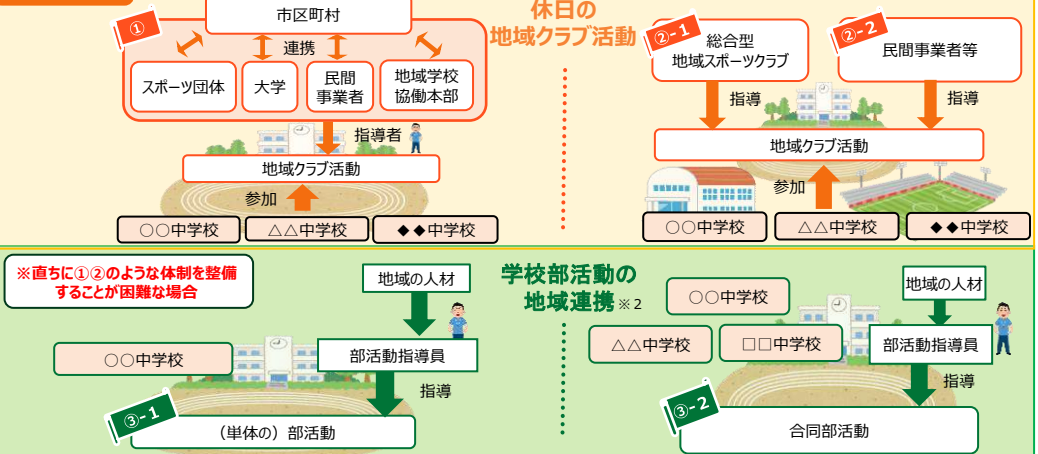 ①
市区町村
連携
スポーツ団体
大学
民間
事業者
地域学校
協働本部
指導者
地域クラブ活動
参加
○○中学校
△△中学校
◆◆中学校
休日の
地域クラブ活動
②-1
総合型
地域スポーツクラブ
②-2
民間事業者等
指導
指導
地域クラブ活動
参加
○○中学校
△△中学校
◆◆中学校
※直ちに①②のような体制を整備
することが困難な場合
学校部活動の
地域連携※2
地域の人材
○○中学校
部活動指導員
指導
③-1
（単体の）部活動
○○中学校
地域の人材
△△中学校
□□中学校
部活動指導員
指導
③-2
合同部活動